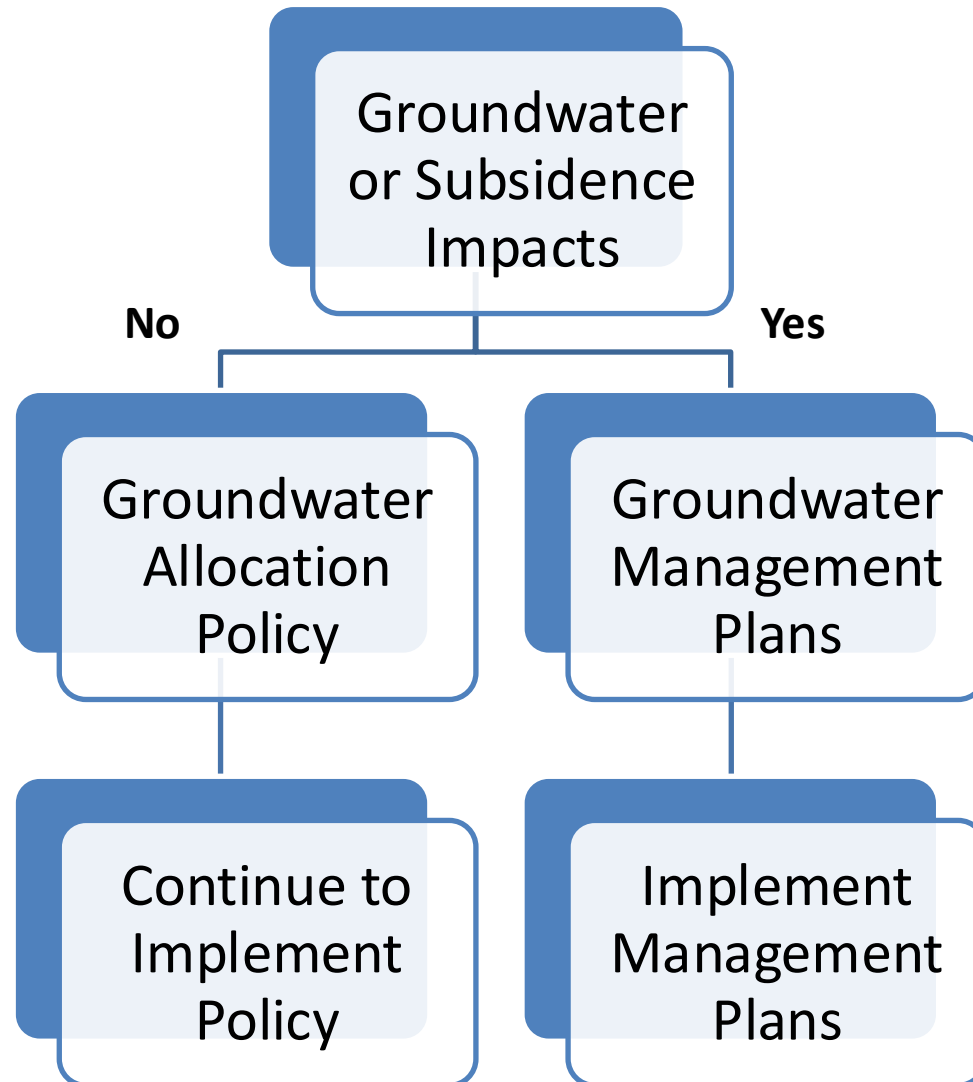 Groundwater
or Subsidence
Impacts
No
Yes
Groundwater
Allocation
Policy
Groundwater
Management
Plans
Continue to
Implement
Policy
Implement
Management
Plans